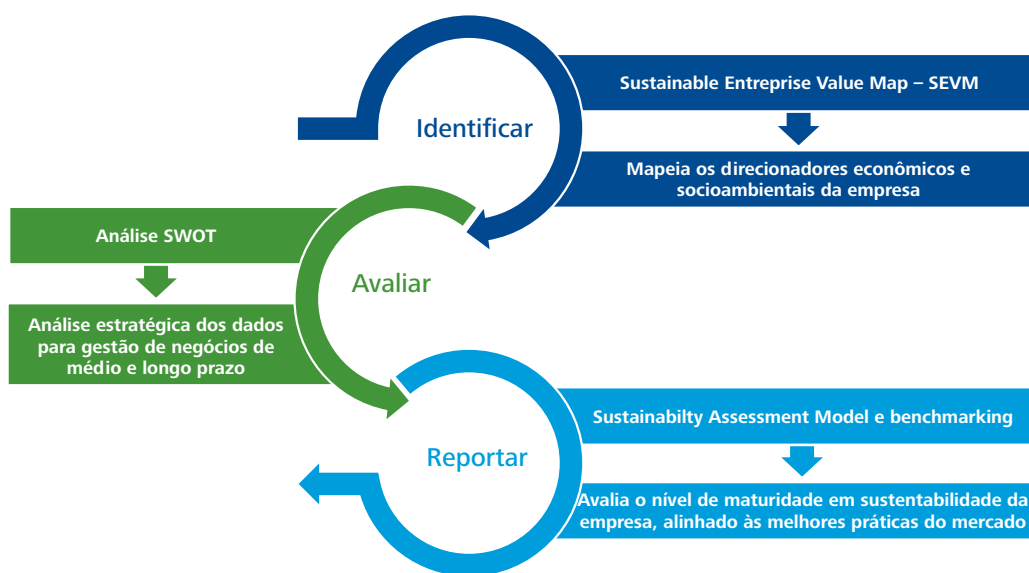 Identificar
Sustainable Entreprise Value Map – SEVM
Mapeia os direcionadores econômicos e
socioambientais da empresa
Avaliar
Análise SWOT
Análise estratégica dos dados
para gestão de negócios de
médio e longo prazo
Reportar
Sustainabilty Assessment Model e benchmarking
Avalia o nível de maturidade em sustentabilidade da
empresa, alinhado às melhores práticas do mercado